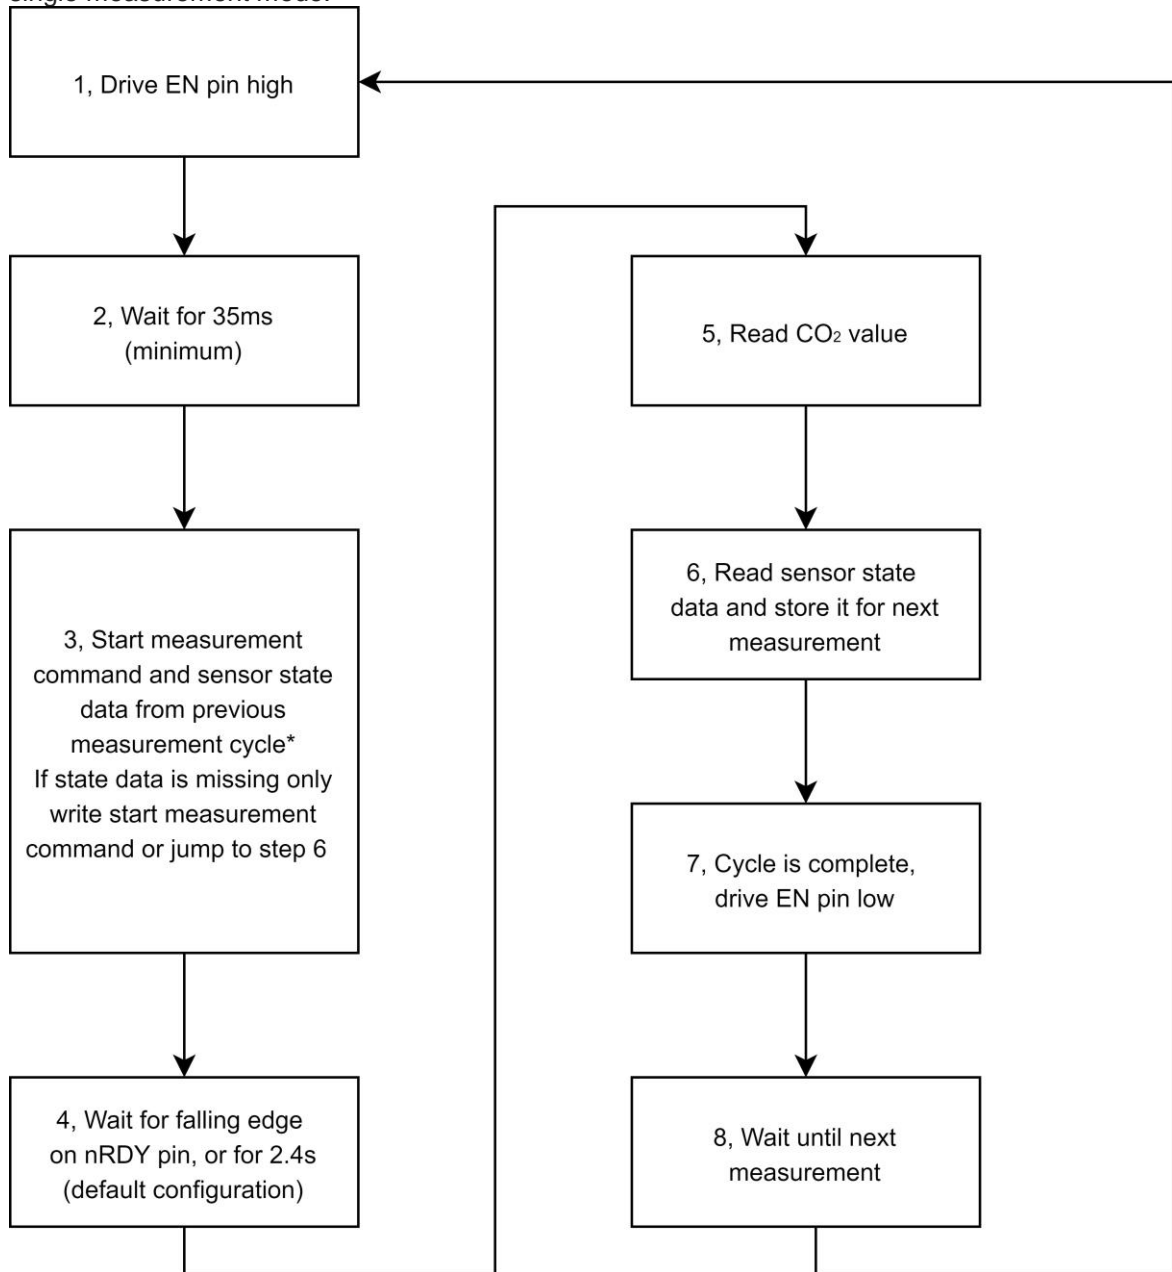 single measurement mode.
1, Drive EN pin high
2, Wait for 35ms
(minimum)
3, Start measurement
command and sensor state
data from previous
measurement cycle*
If state data is missing only
write start measurement
command or jump to step 6
4, Wait for falling edge
on nRDY pin, or for 2.4s
(default configuration)
5, Read CO₂ value
6, Read sensor state
data and store it for next
measurement
7, Cycle is complete,
drive EN pin low
8, Wait until next
measurement